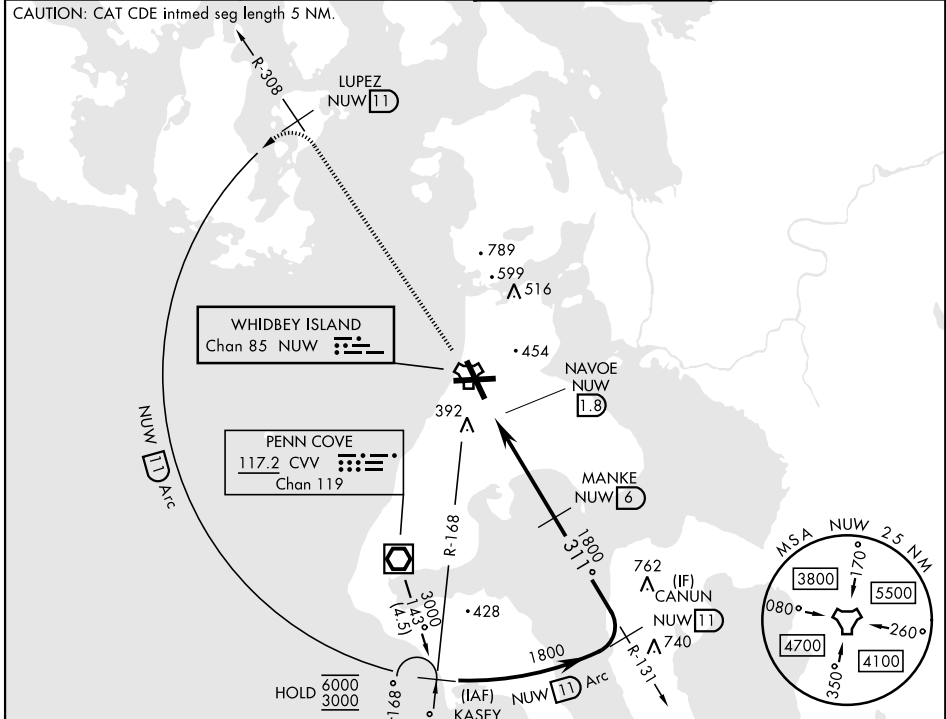 CAUTION: CAT CDE intmed seg length 5 NM.
R-308
LUPEZ
NUW 11
789
599
516
WHIDBEY ISLAND
Chan 85 NUW
454
NAVOE
NUW
1.8
392
NUW 11 Arc
PENN COVE
117.2 CVV
Chan 119
R-168
MANKE
NUW 6
1800
311°
3000
143°
(4.5)
428
762
(IF)
CANUN
NUW 11
740
R-131
1800
NUW 11 Arc
HOLD 6000
3000
168°
(IAF)
KASEY
MSA NUW 25 NM
170°
3800
5500
080°
260°
4700
4100
350°